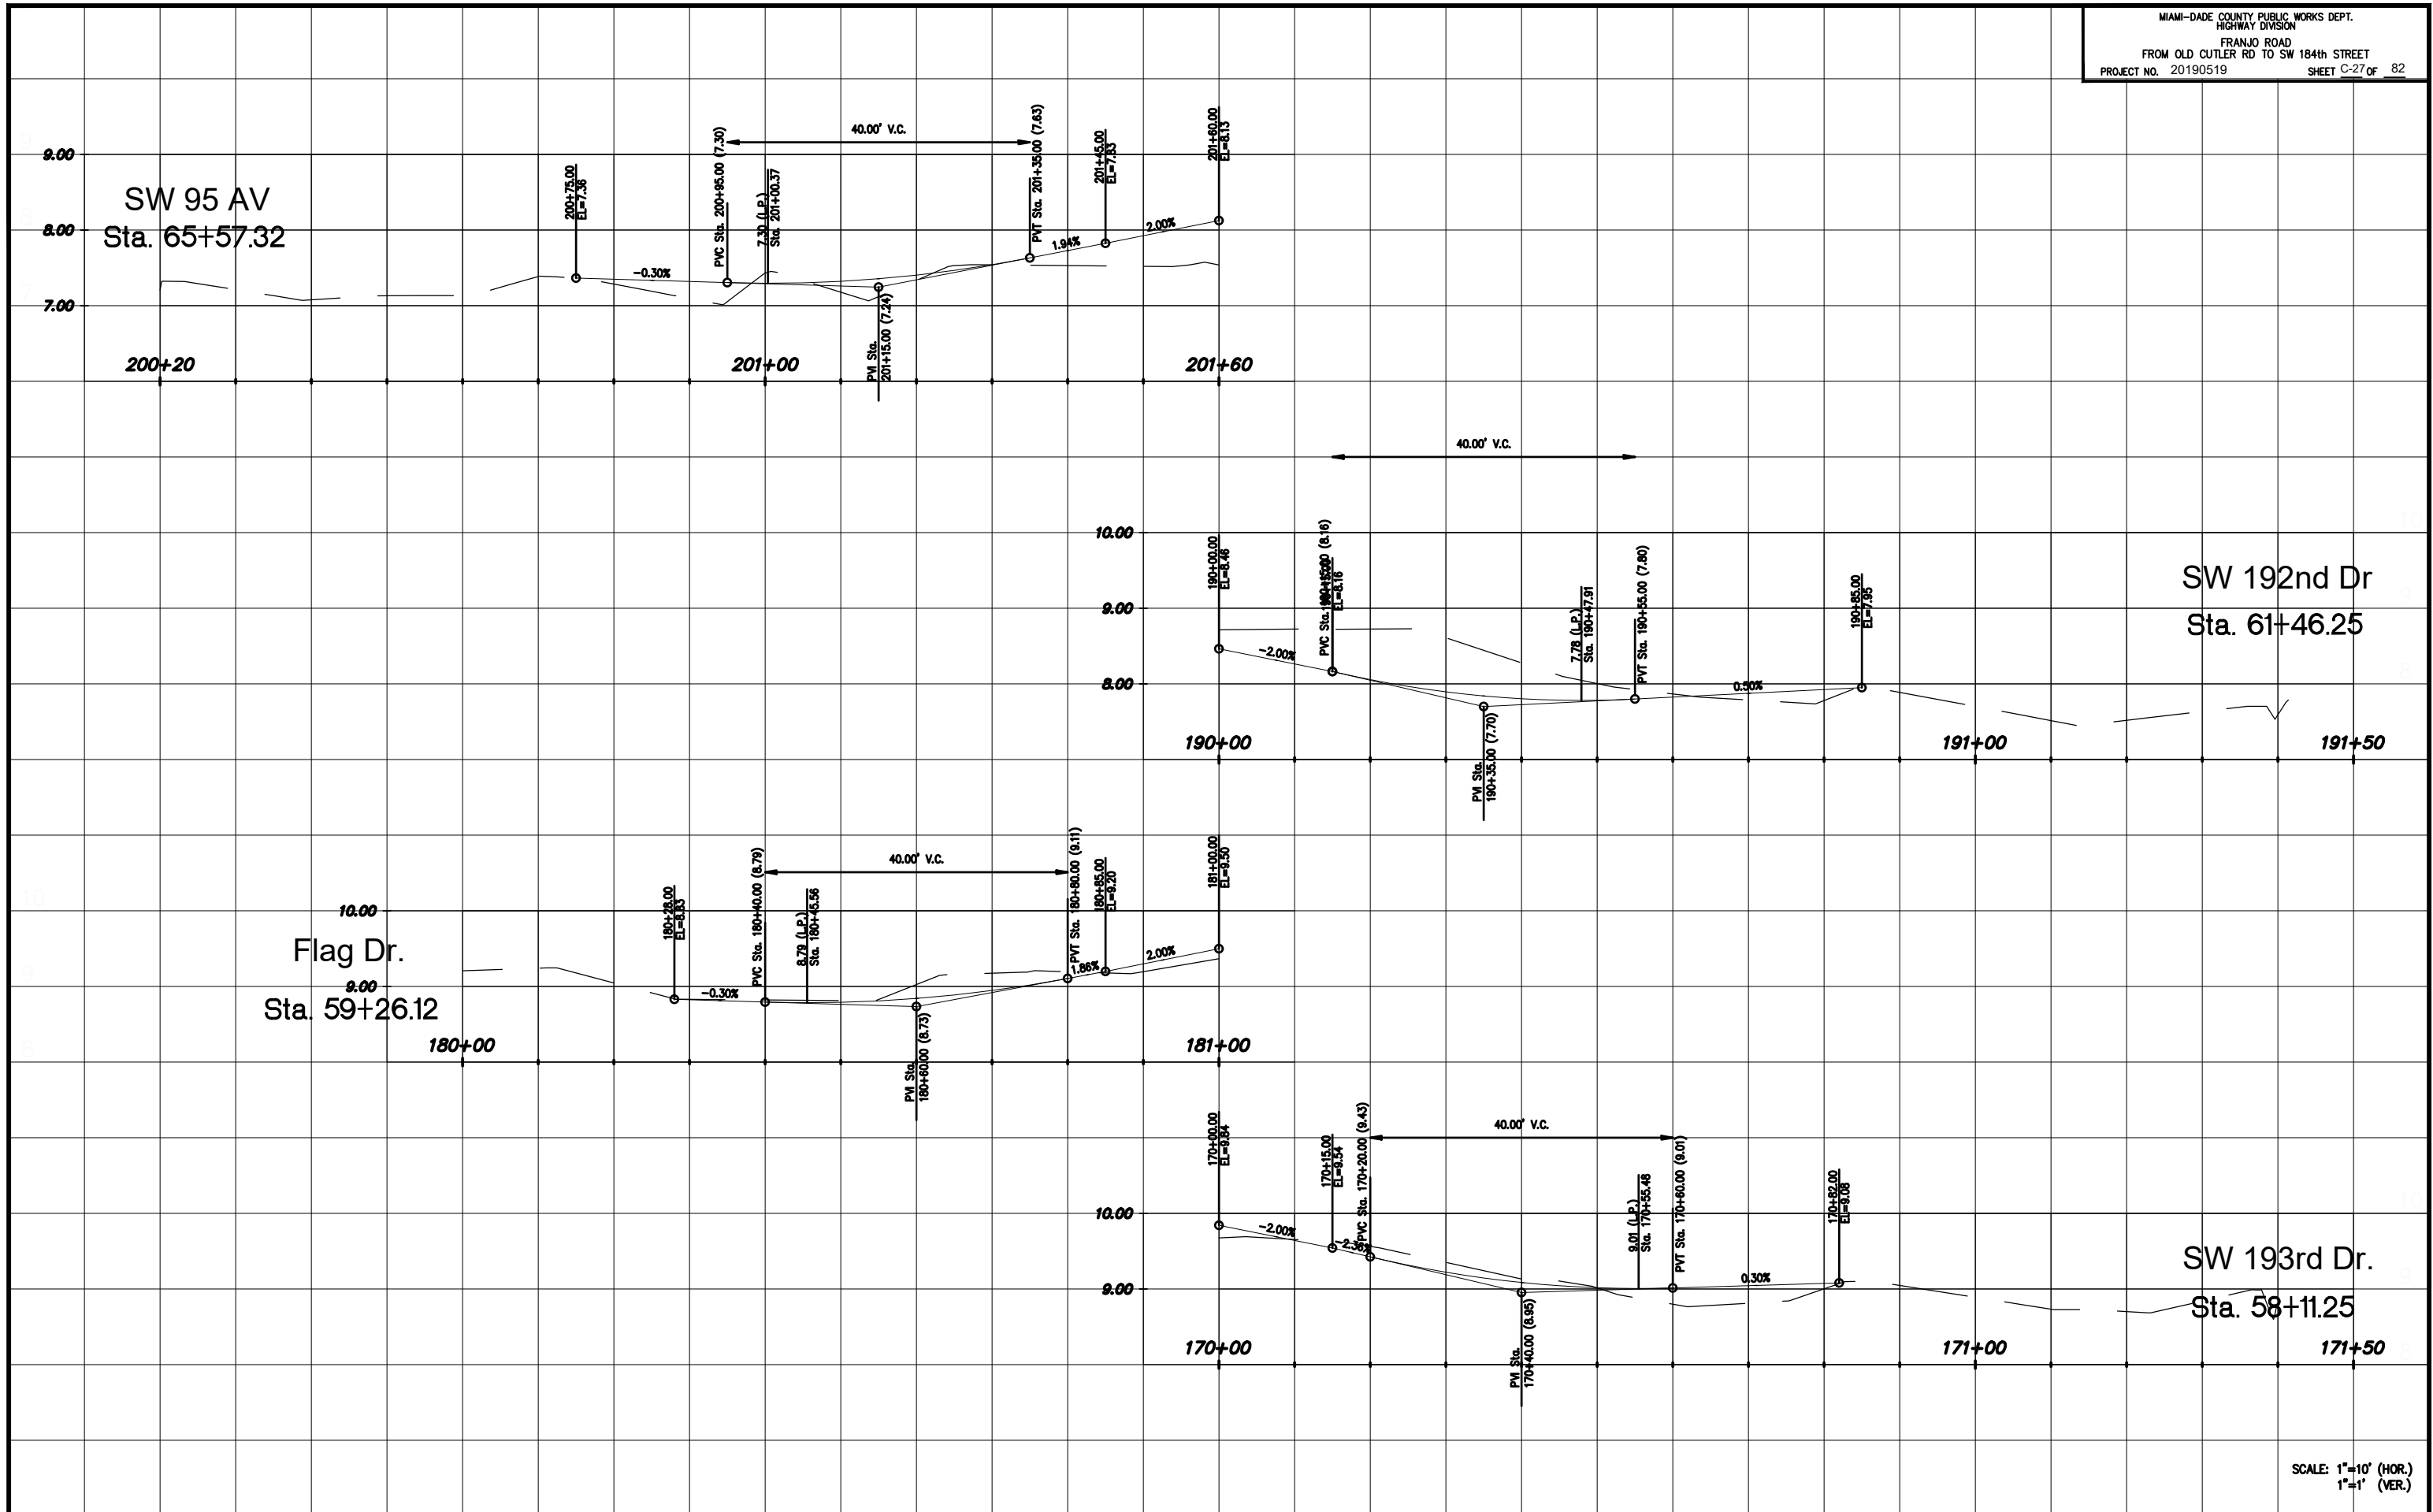 MIAMI-DADE COUNTY PUBLIC WORKS DEPT.
HIGHWAY DIVISION
FRANJO ROAD
FROM OLD CUTLER RD TO SW 184th STREET
PROJECT NO. 20190519 SHEET C-27 OF 82
SW 95 AV
Sta. 65+57.32
9.00
8.00
7.00
200+75.00
EL=7.36
-0.30%
PVC Sta. 200+95.00 (7.30)
40.00' V.C.
7.30 (L.P.)
Sta. 201+00.37
PVI Sta.
201+15.00 (7.24)
PVT Sta. 201+35.00 (7.63)
1.94%
201+45.00
EL=7.83
2.00%
201+60.00
EL=8.13
200+20
201+00
201+60
40.00' V.C.
10.00
9.00
8.00
190+00.00
EL=8.46
-2.00%
PVC Sta. 190+15.00 (8.16)
190+15.00
EL=8.16
PVI Sta.
190+35.00 (7.70)
7.78 (L.P.)
Sta. 190+47.91
PVT Sta. 190+55.00 (7.80)
0.50%
190+85.00
EL=7.95
SW 192nd Dr
Sta. 61+46.25
190+00
191+00
191+50
Flag Dr.
Sta. 59+26.12
10.00
9.00
180+28.00
EL=8.83
-0.30%
PVC Sta. 180+40.00 (8.79)
40.00' V.C.
8.79 (L.P.)
Sta. 180+45.56
PVI Sta.
180+60.00 (8.73)
PVT Sta. 180+80.00 (9.11)
1.86%
180+85.00
EL=9.20
2.00%
181+00.00
EL=9.50
180+00
181+00
10.00
9.00
170+00.00
EL=9.84
-2.00%
170+15.00
EL=9.54
-2.36%
PVC Sta. 170+20.00 (9.43)
40.00' V.C.
PVI Sta.
170+40.00 (8.95)
9.01 (L.P.)
Sta. 170+55.48
PVT Sta. 170+60.00 (9.01)
0.30%
170+82.00
EL=9.08
SW 193rd Dr.
Sta. 58+11.25
170+00
171+00
171+50
SCALE: 1"=10' (HOR.)
1"=1' (VER.)